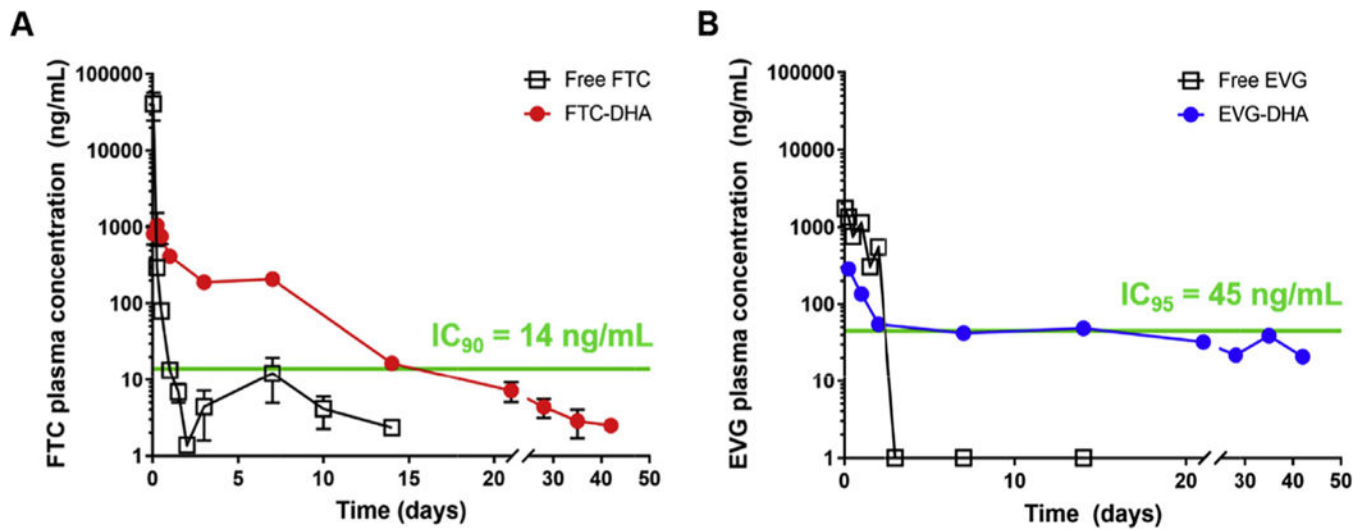 A
FTC plasma concentration (ng/mL)
100000
10000
1000
100
10
1
Free FTC
FTC-DHA
IC90 = 14 ng/mL
0 5 10 15 20 30 40 50
Time (days)
B
EVG plasma concentration (ng/mL)
100000
10000
1000
100
10
1
Free EVG
EVG-DHA
IC95 = 45 ng/mL
0 10 20 30 40 50
Time (days)